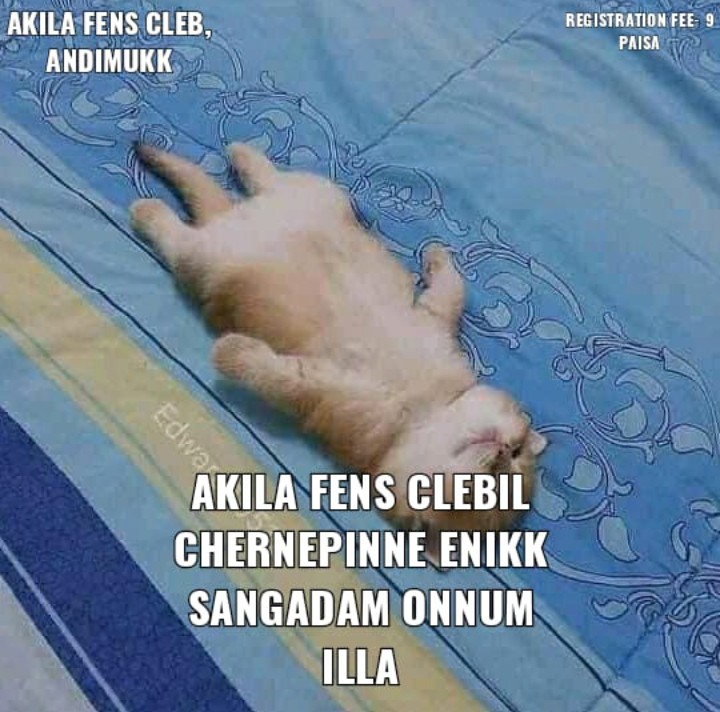 AKILA FENS CLEB,
ANDIMUKK
REGISTRATION FEE: 9
PAISA
AKILA FENS CLEBIL
CHERNEPINNE ENIKK
SANGADAM ONNUM
ILLA